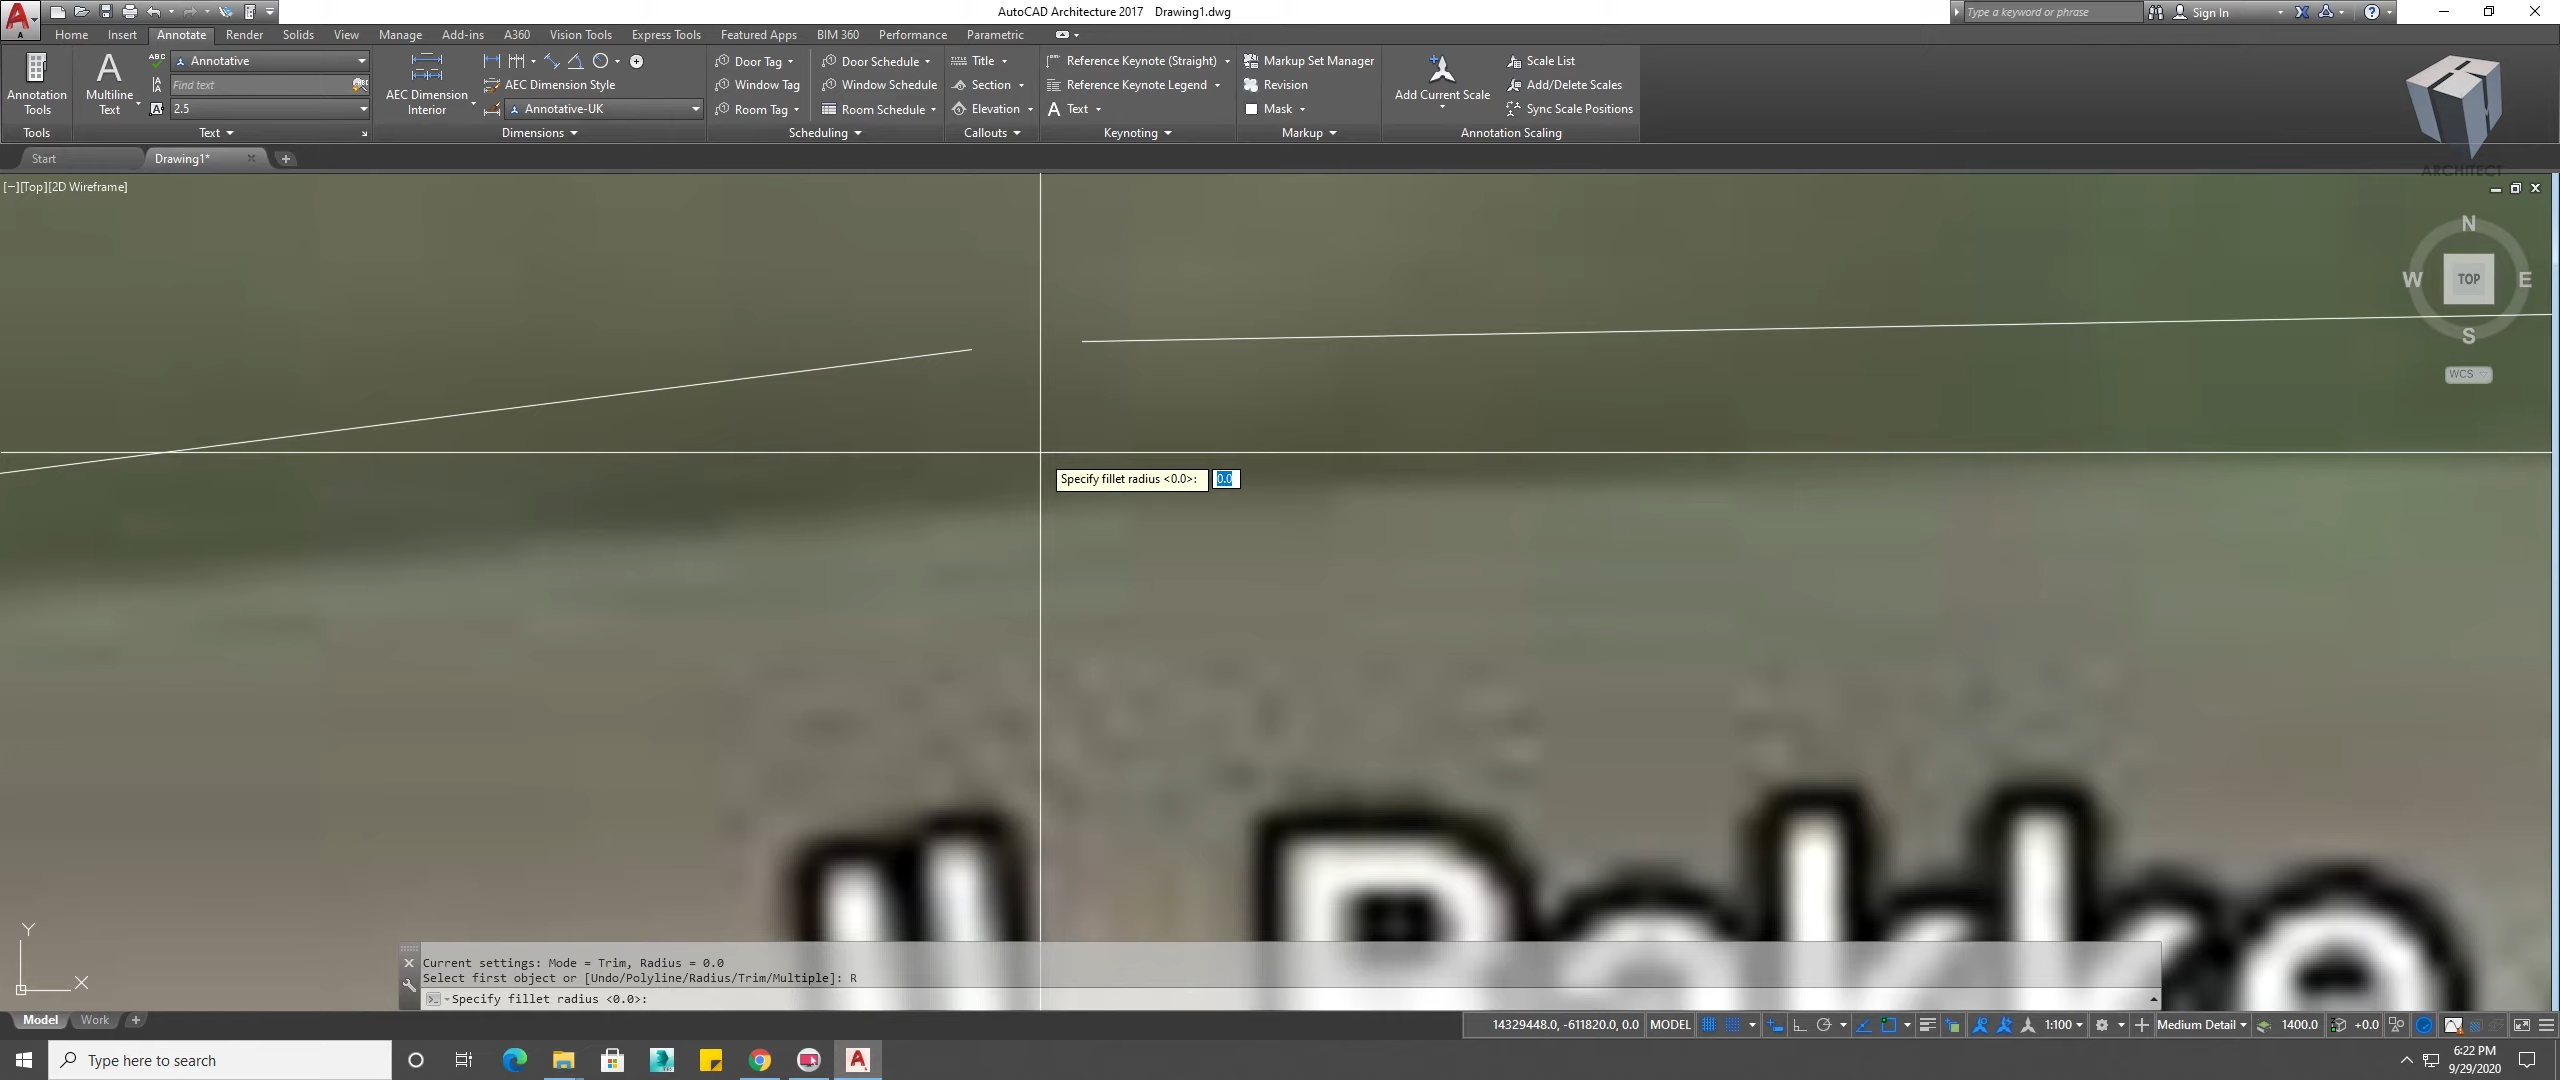 AutoCAD Architecture 2017 Drawing1.dwg
Type a keyword or phrase
Sign In
Home Insert Annotate Render Solids View Manage Add-ins A360 Vision Tools Express Tools Featured Apps BIM 360 Performance Parametric
Annotation Tools
Multiline Text
Annotative
Find text
2.5
AEC Dimension Interior
AEC Dimension Style
Annotative-UK
Door Tag
Window Tag
Room Tag
Door Schedule
Window Schedule
Room Schedule
Title
Section
Elevation
Reference Keynote (Straight)
Reference Keynote Legend
Text
Markup Set Manager
Revision
Mask
Add Current Scale
Scale List
Add/Delete Scales
Sync Scale Positions
Tools Text Dimensions Scheduling Callouts Keynoting Markup Annotation Scaling
ARCHITECT
Start Drawing1*
[−][Top][2D Wireframe]
N
W TOP E
S
WCS
Specify fillet radius <0.0>: 0.0
Y
X
Current settings: Mode = Trim, Radius = 0.0
Select first object or [Undo/Polyline/Radius/Trim/Multiple]: R
Specify fillet radius <0.0>:
Model Work
14329448.0, -611820.0, 0.0 MODEL 1:100 Medium Detail 1400.0 +0.0
Type here to search
6:22 PM
9/29/2020